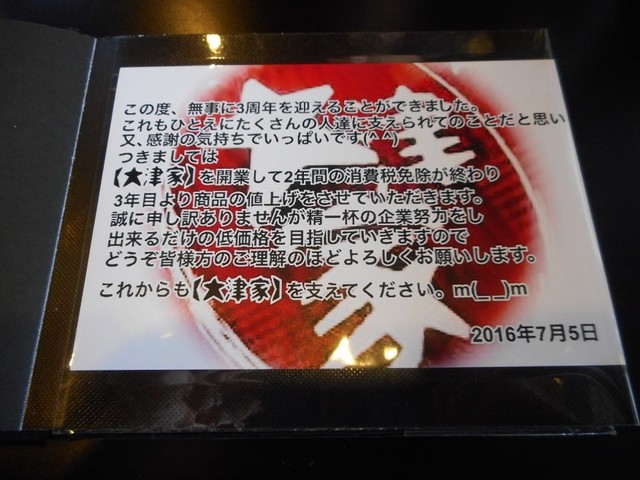 この度、無事に3周年を迎えることができました。
これもひとえにたくさんの人達に支えられてのことだと思い
又、感謝の気持ちでいっぱいです(^^)
つきましては
【★津家】を開業して2年間の消費税免除が終わり
3年目より商品の値上げをさせていただきます。
誠に申し訳ありませんが精一杯の企業努力をし
出来るだけの低価格を目指していきますので
どうぞ皆様方のご理解のほどよろしくお願いします。
これからも【★津家】を支えてください。m(_ _)m
2016年7月5日